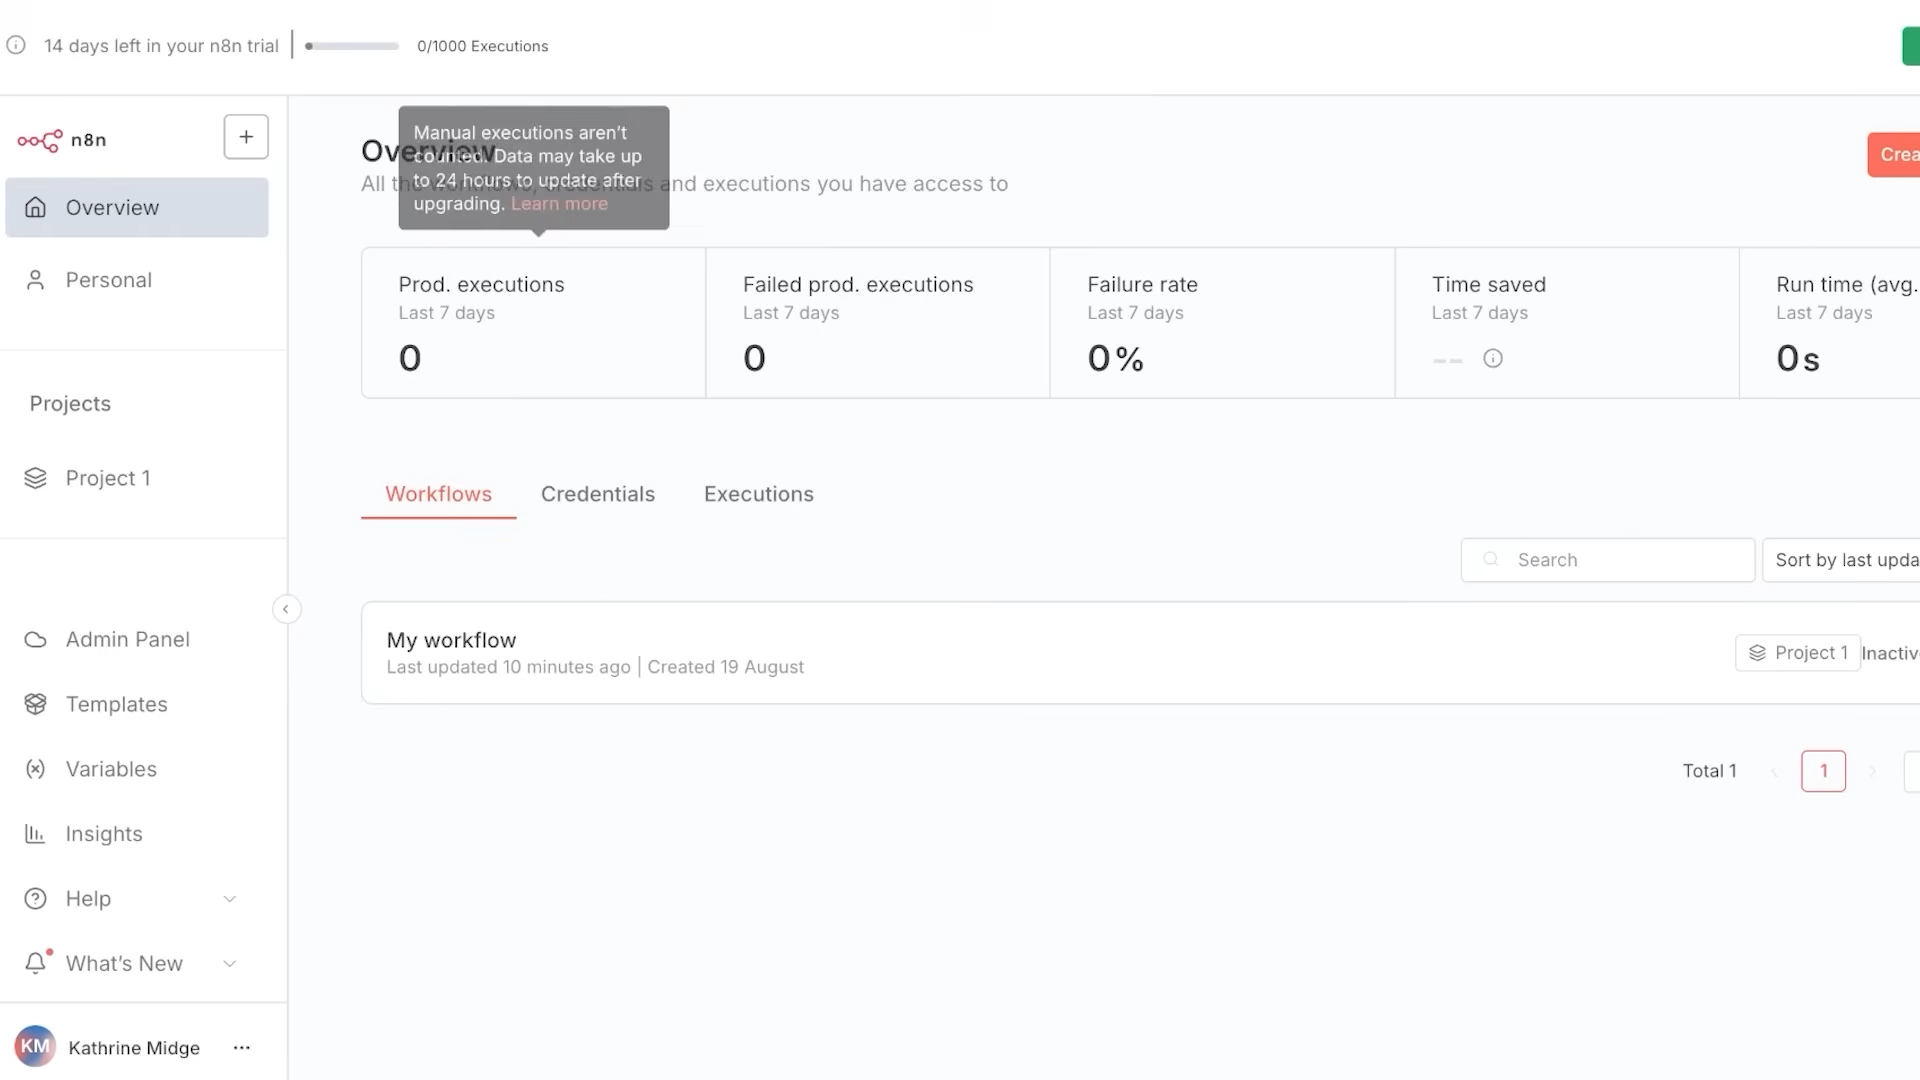 14 days left in your n8n trial
0/1000 Executions
n8n
+
Overview
Personal
Projects
Project 1
Admin Panel
Templates
Variables
Insights
Help
What's New
KM Kathrine Midge ...
Manual executions aren't
counted. Data may take up
to 24 hours to update after
upgrading. Learn more
Overview
All the workflows, credentials and executions you have access to
Crea
Prod. executions
Last 7 days
0
Failed prod. executions
Last 7 days
0
Failure rate
Last 7 days
0%
Time saved
Last 7 days
--
Run time (avg.
Last 7 days
0s
Workflows Credentials Executions
Search
Sort by last upda
My workflow
Last updated 10 minutes ago | Created 19 August
Project 1
Inactiv
Total 1
1